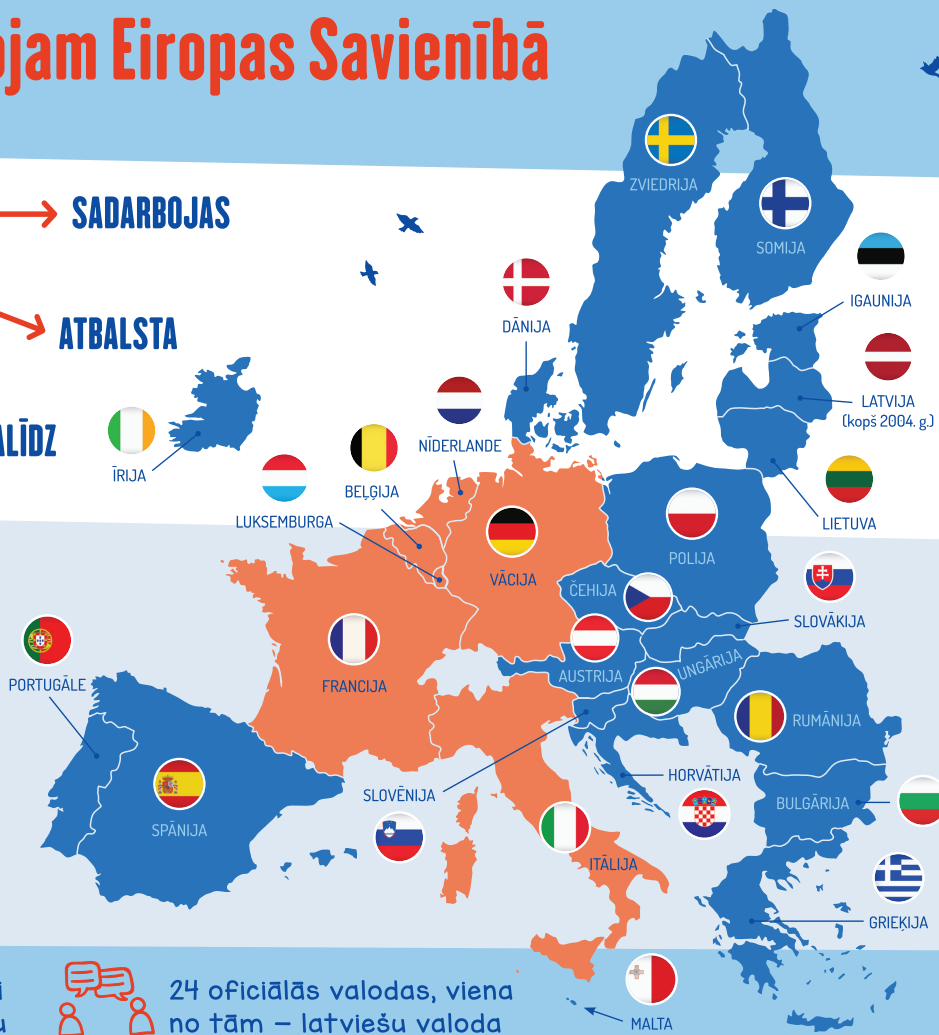 ojam Eiropas Savienībā
SADARBOJAS
ATBALSTA
ALĪDZ
ZVIEDRIJA
SOMIJA
IGAUNIJA
DĀNIJA
LATVIJA
(kopš 2004. g.)
NĪDERLANDE
ĪRIJA
BEĻĢIJA
LUKSEMBURGA
LIETUVA
VĀCIJA
POLIJA
ČEHIJA
SLOVĀKIJA
PORTUGĀLE
FRANCIJA
AUSTRIJA
UNGĀRIJA
RUMĀNIJA
SLOVĒNIJA
HORVĀTIJA
BULGĀRIJA
SPĀNIJA
ITĀLIJA
GRIEĶIJA
i
u
24 oficiālās valodas, viena
no tām – latviešu valoda
MALTA